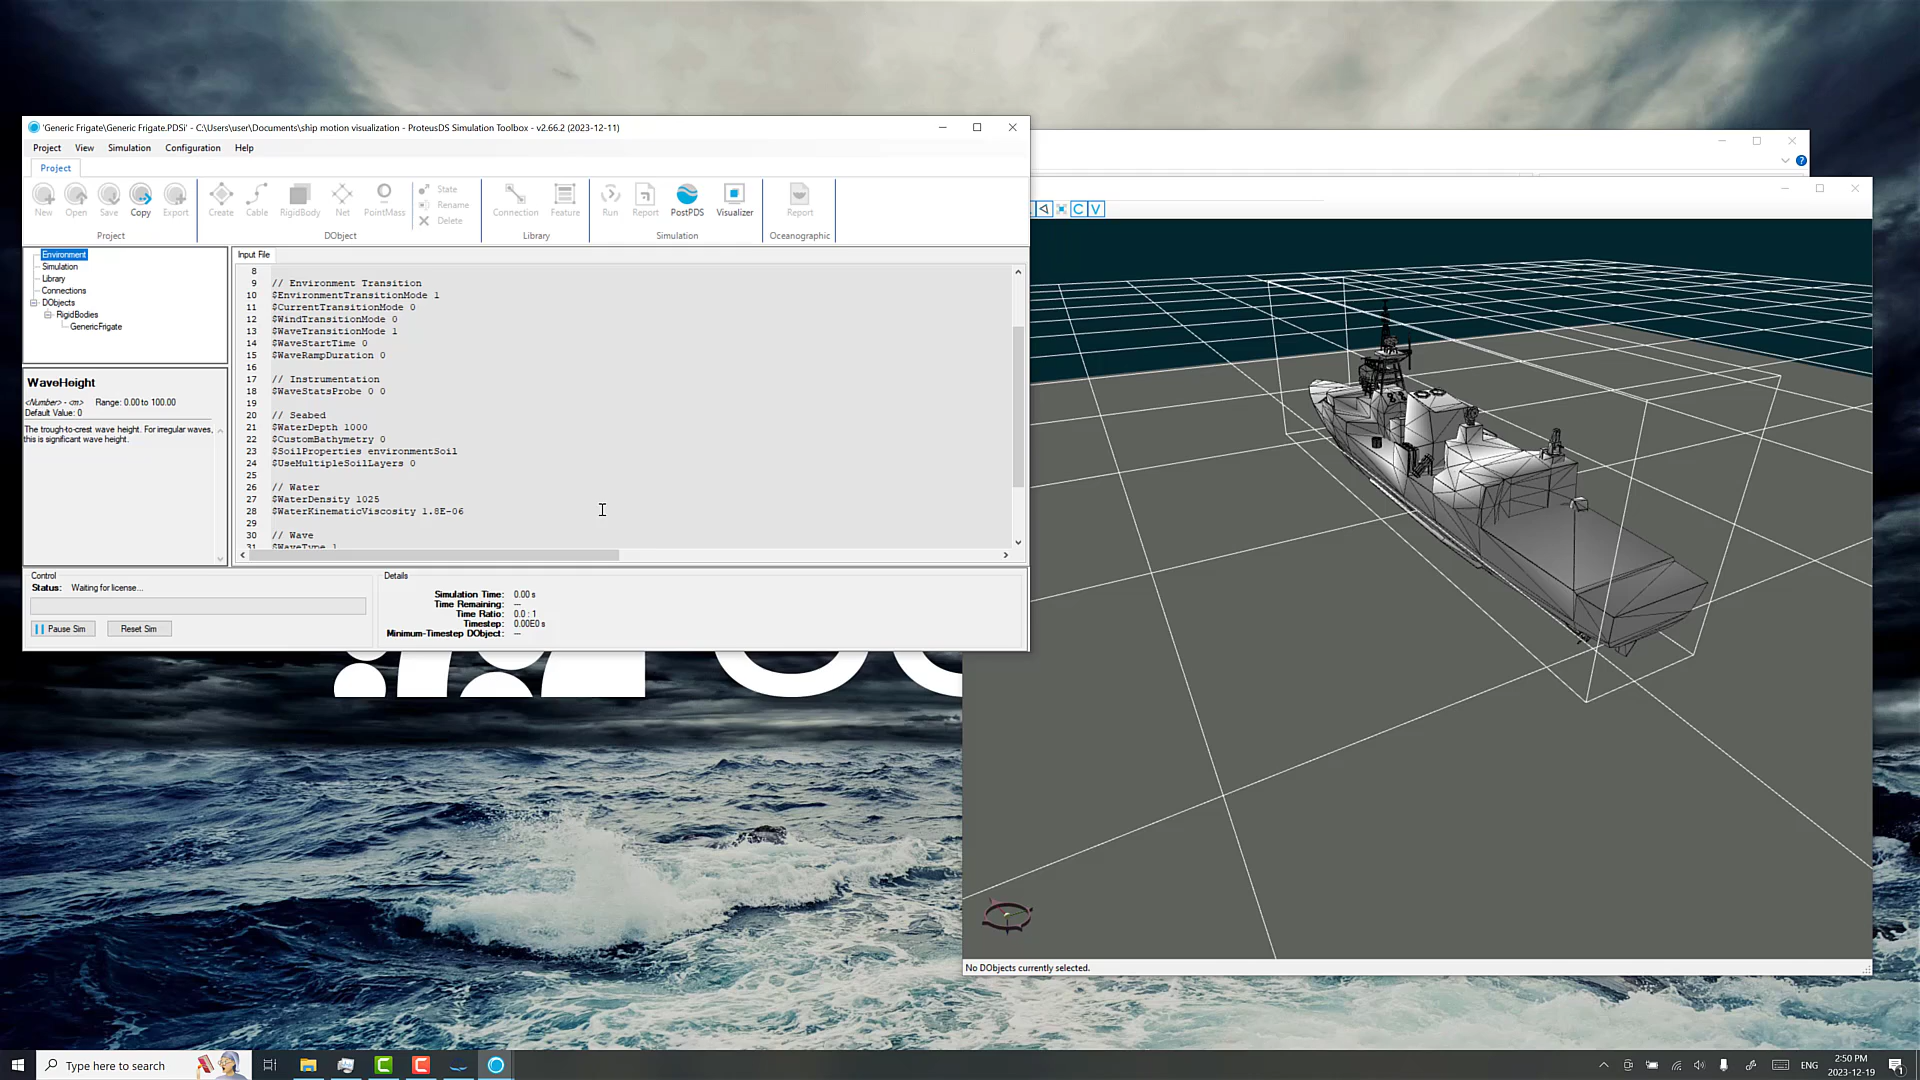 'Generic Frigate\Generic Frigate.PDSi' - C:\Users\user\Documents\ship motion visualization - ProteusDS Simulation Toolbox - v2.66.2 (2023-12-11)
Project View Simulation Configuration Help
Project
New Open Save Copy Export
Project
Create Cable RigidBody Net PointMass
State
Rename
Delete
DObject
Connection Feature
Library
Run Report PostPDS Visualizer
Simulation
Report
Oceanographic
Environment
Simulation
Library
Connections
DObjects
RigidBodies
GenericFrigate
WaveHeight
<Number> - <m> Range: 0.00 to 100.00
Default Value: 0
The trough-to-crest wave height. For irregular waves,
this is significant wave height.
Input File
8
9 // Environment Transition
10 $EnvironmentTransitionMode 1
11 $CurrentTransitionMode 0
12 $WindTransitionMode 0
13 $WaveTransitionMode 1
14 $WaveStartTime 0
15 $WaveRampDuration 0
16
17 // Instrumentation
18 $WaveStatsProbe 0 0
19
20 // Seabed
21 $WaterDepth 1000
22 $CustomBathymetry 0
23 $SoilProperties environmentSoil
24 $UseMultipleSoilLayers 0
25
26 // Water
27 $WaterDensity 1025
28 $WaterKinematicViscosity 1.8E-06
29
30 // Wave
31 $WaveType 1
Control
Status: Waiting for license...
Pause Sim Reset Sim
Details
Simulation Time: 0.00 s
Time Remaining: ---
Time Ratio: 0.0 : 1
Timestep: 0.00E0 s
Minimum-Timestep DObject: ---
C V
No DObjects currently selected.
Type here to search
ENG
2:50 PM
2023-12-19
1